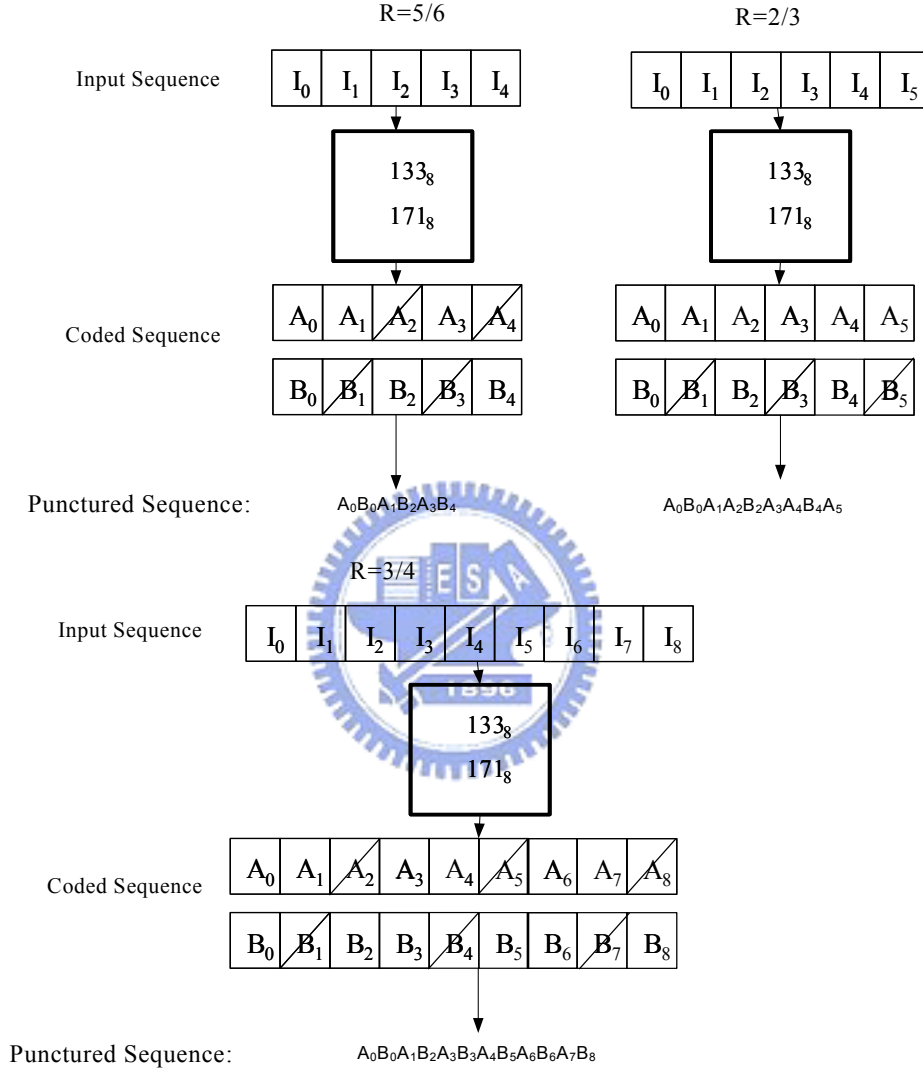 R=5/6
R=2/3
Input Sequence
I₀ I₁ I₂ I₃ I₄
I₀ I₁ I₂ I₃ I₄ I₅
133₈
171₈
133₈
171₈
Coded Sequence
A₀ A₁ A₂ A₃ A₄
A₀ A₁ A₂ A₃ A₄ A₅
B₀ B₁ B₂ B₃ B₄
B₀ B₁ B₂ B₃ B₄ B₅
Punctured Sequence:
A₀B₀A₁B₂A₃B₄
A₀B₀A₁A₂B₂A₃A₄B₄A₅
R=3/4
ESA
Input Sequence
I₀ I₁ I₂ I₃ I₄ I₅ I₆ I₇ I₈
1896
133₈
171₈
Coded Sequence
A₀ A₁ A₂ A₃ A₄ A₅ A₆ A₇ A₈
B₀ B₁ B₂ B₃ B₄ B₅ B₆ B₇ B₈
Punctured Sequence:
A₀B₀A₁B₂A₃B₃A₄B₅A₆B₆A₇B₈